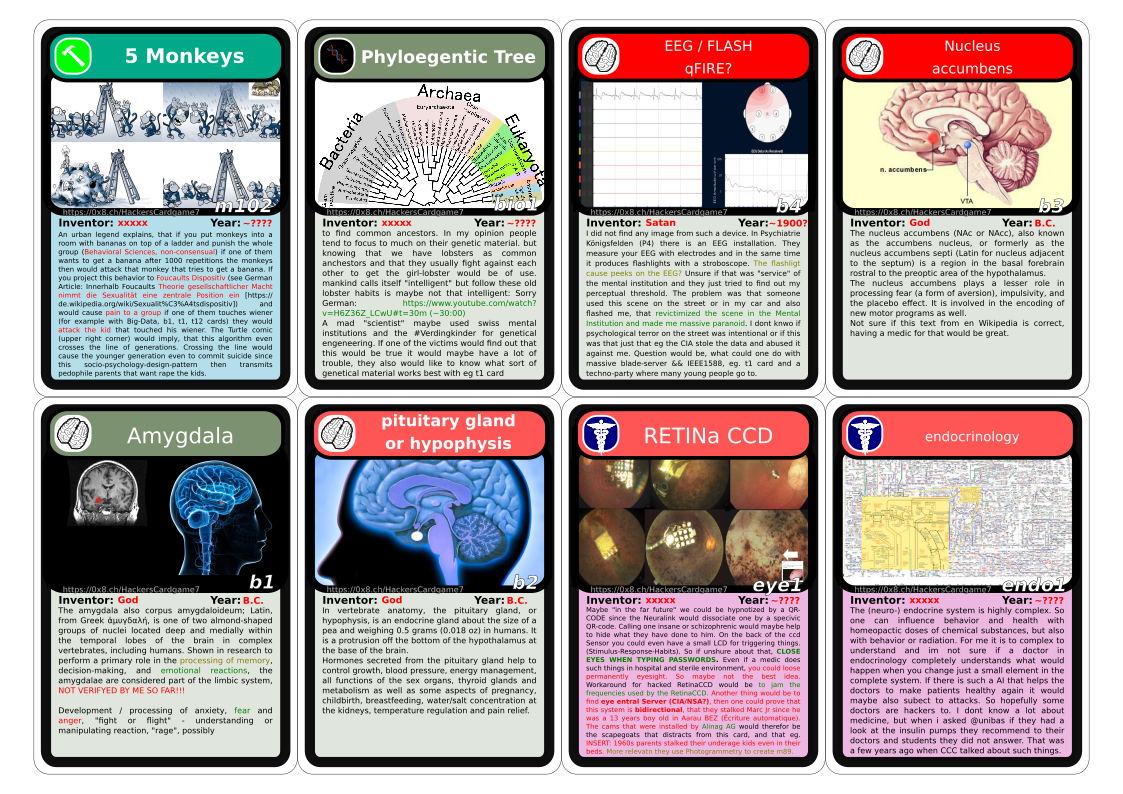 5 Monkeys
m102
https://0x8.ch/HackersCardgame7
Inventor: xxxxx Year: ~????
An urban legend explains, that if you put monkeys into a
room with bananas on top of a ladder and punish the whole
group (Behavioral Sciences, non-consensual) if one of them
wants to get a banana after 1000 repetitions the monkeys
then would attack that monkey that tries to get a banana. If
you project this behavior to Foucaults Dispositiv (see German
Article: Innerhalb Foucaults Theorie gesellschaftlicher Macht
nimmt die Sexualität eine zentrale Position ein [https://
de.wikipedia.org/wiki/Sexualit%C3%A4tsdispositiv]) and
would cause pain to a group if one of them touches wiener
(for example with Big-Data, b1, t1, t12 cards) they would
attack the kid that touched his wiener. The Turtle comic
(upper right corner) would imply, that this algorithm even
crosses the line of generations. Crossing the line would
cause the younger generation even to commit suicide since
this socio-psychology-design-pattern then transmits
pedophile parents that want rape the kids.
Phyloegentic Tree
Bacteria
Archaea
Eukaryota
Euryarchaeota
bio1
https://0x8.ch/HackersCardgame7
Inventor: xxxxx Year: ~????
to find common ancestors. In my opinion people
tend to focus to much on their genetic material. but
knowing that we have lobsters as common
anchestors and that they usually fight against each
other to get the girl-lobster would be of use.
mankind calls itself "intelligent" but follow these old
lobster habits is maybe not that intelligent: Sorry
German: https://www.youtube.com/watch?
v=H6Z36Z_LCwU#t=30m (~30:00)
A mad "scientist" maybe used swiss mental
institutions and the #Verdingkinder for genetical
engeneering. If one of the victims would find out that
this would be true it would maybe have a lot of
trouble, they also would like to know what sort of
genetical material works best with eg t1 card
EEG / FLASH
qFIRE?
b4
https://0x8.ch/HackersCardgame7
Inventor: Satan Year:~1900?
I did not find any image from such a device. In Psychiatrie
Königsfelden (P4) there is an EEG installation. They
measure your EEG with electrodes and in the same time
it produces flashlights with a stroboscope. The flashligt
cause peeks on the EEG? Unsure if that was "service" of
the mental institution and they just tried to find out my
perceptual threshold. The problem was that someone
used this scene on the street or in my car and also
flashed me, that revictimized the scene in the Mental
Institution and made me massive paranoid. I dont knwo if
psychological terror on the street was intentional or if this
was that just that eg the CIA stole the data and abused it
against me. Question would be, what could one do with
massive blade-server && IEEE1588, eg. t1 card and a
techno-party where many young people go to.
Nucleus
accumbens
n. accumbens
VTA
b3
https://0x8.ch/HackersCardgame7
Inventor: God Year: B.C.
The nucleus accumbens (NAc or NAcc), also known
as the accumbens nucleus, or formerly as the
nucleus accumbens septi (Latin for nucleus adjacent
to the septum) is a region in the basal forebrain
rostral to the preoptic area of the hypothalamus.
The nucleus accumbens plays a lesser role in
processing fear (a form of aversion), impulsivity, and
the placebo effect. It is involved in the encoding of
new motor programs as well.
Not sure if this text from en Wikipedia is correct,
having a medic for that would be great.
Amygdala
b1
https://0x8.ch/HackersCardgame7
Inventor: God Year: B.C.
The amygdala also corpus amygdaloideum; Latin,
from Greek ἀμυγδαλή, is one of two almond-shaped
groups of nuclei located deep and medially within
the temporal lobes of the brain in complex
vertebrates, including humans. Shown in research to
perform a primary role in the processing of memory,
decision-making, and emotional reactions, the
amygdalae are considered part of the limbic system,
NOT VERIFYED BY ME SO FAR!!!
Development / processing of anxiety, fear and
anger, "fight or flight" - understanding or
manipulating reaction, "rage", possibly
pituitary gland
or hypophysis
b2
https://0x8.ch/HackersCardgame7
Inventor: God Year: B.C.
In vertebrate anatomy, the pituitary gland, or
hypophysis, is an endocrine gland about the size of a
pea and weighing 0.5 grams (0.018 oz) in humans. It
is a protrusion off the bottom of the hypothalamus at
the base of the brain.
Hormones secreted from the pituitary gland help to
control growth, blood pressure, energy management,
all functions of the sex organs, thyroid glands and
metabolism as well as some aspects of pregnancy,
childbirth, breastfeeding, water/salt concentration at
the kidneys, temperature regulation and pain relief.
RETINa CCD
eye1
https://0x8.ch/HackersCardgame7
Inventor: xxxxx Year: ~????
Maybe "in the far future" we could be hypnotized by a QR-
CODE since the Neuralink would dissociate one by a specivic
QR-code. Calling one insane or schizophrenic would maybe help
to hide what they have done to him. On the back of the ccd
Sensor you could even have a small LCD for triggering things.
(Stimulus-Response-Theory). So if unshure about that, CLOSE
EYES WHEN TYPING PASSWORDS. Even if a medic does
such things in hospital and sterile environment, you could loose
permanently eyesight. So maybe not the best idea.
Workaround for hacked RetinaCCD would be to jam the
frequencies used by the RetinaCCD. Another thing would be to
find eye entral Server (CIA/NSA?), then one could prove that
this system is bidirectional, that they stalked Marc Jr since he
was a 13 years boy old in Aarau BEZ (Écriture automatique).
The cams that were installed by Alinag AG would therefor be
the scapegoats that distracts from this card, and that eg.
INSERT: 1960s parents stalked their underage kids even in their
beds. More relevatn they use Photogrammetry to create m89.
endocrinology
endo1
https://0x8.ch/HackersCardgame7
Inventor: xxxxx Year: ~????
The (neuro-) endocrine system is highly complex. So
one can influence behavior and health with
homeopactic doses of chemical substances, but also
with behavior or radiation. For me it is to complex to
understand and im not sure if a doctor in
endocrinology completely understands what would
happen when you change just a small element in the
complete system. If there is such a AI that helps the
doctors to make patients healthy again it would
maybe also subect to attacks. So hopefully some
doctors are hackers to. I dont know a lot about
medicine, but when i asked @unibas if they had a
look at the insulin pumps they recommend to their
doctors and students they did not answer. That was
a few years ago when CCC talked about such things.